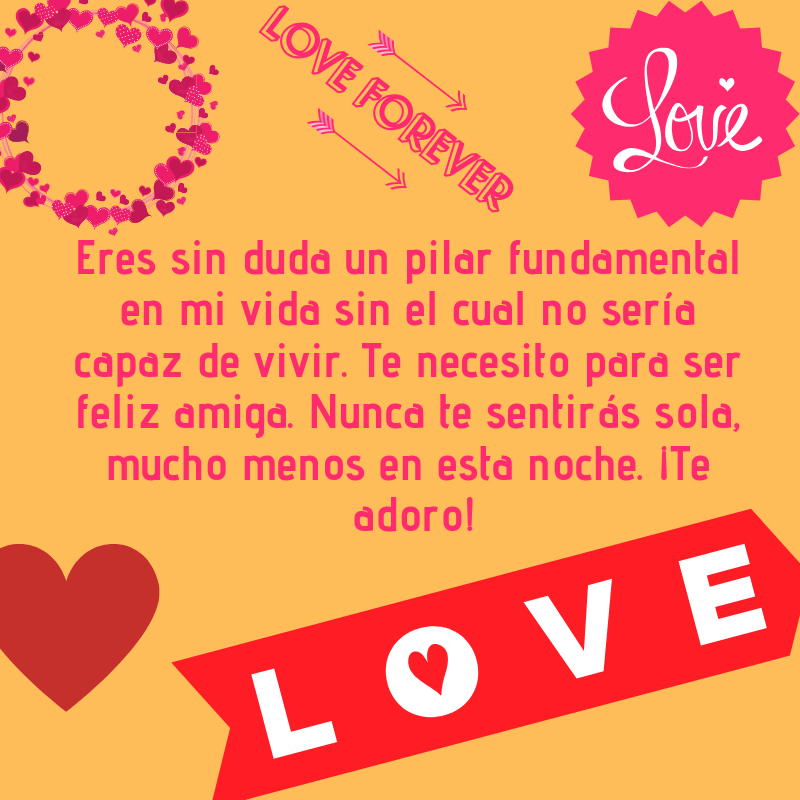 LOVE FOREVER
Love
Eres sin duda un pilar fundamental
en mi vida sin el cual no sería
capaz de vivir. Te necesito para ser
feliz amiga. Nunca te sentirás sola,
mucho menos en esta noche. ¡Te
adoro!
LOVE